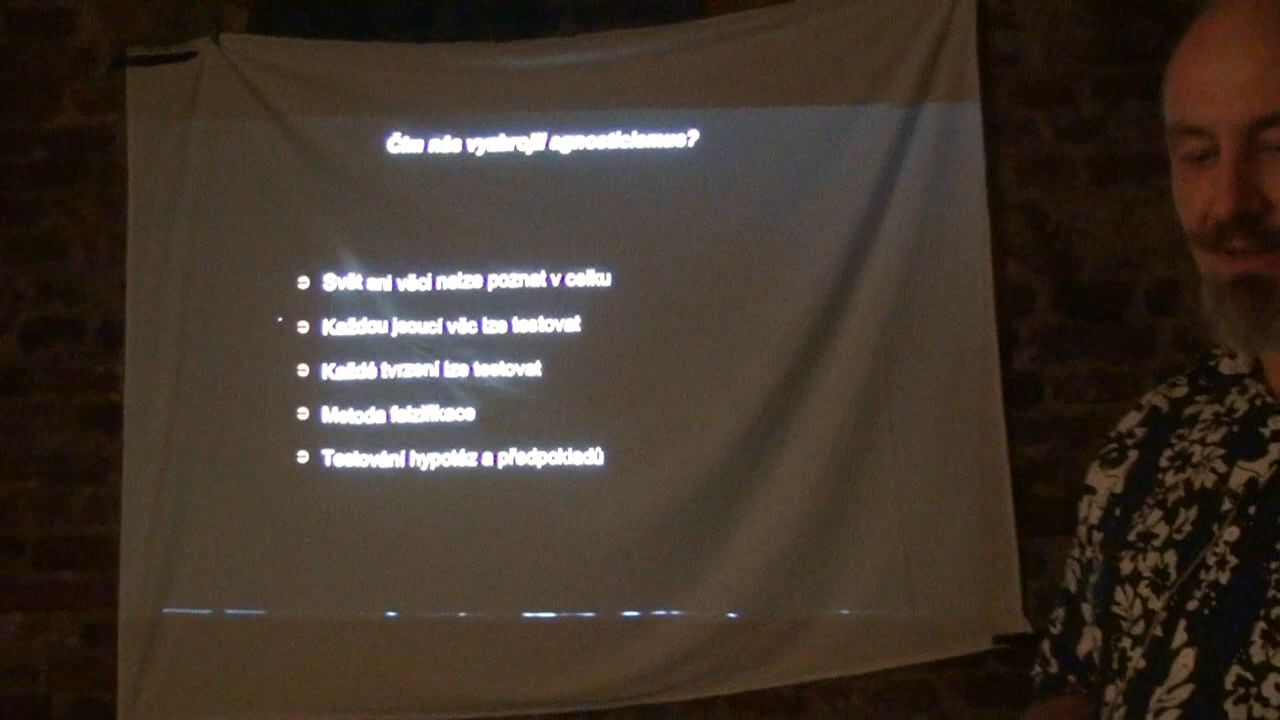 Čím nás vyzbrojil agnosticismus?
Svět ani věci nelze poznat v celku
Každou jsoucí věc lze testovat
Každé tvrzení lze testovat
Metoda falzifikace
Testování hypotéz a předpokladů